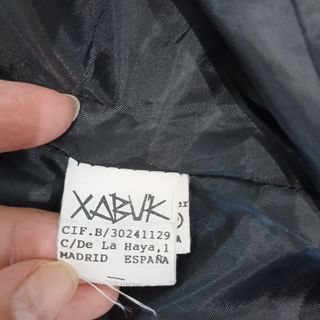 XABUK
CIF.B/30241129
C/De La Haya,1
MADRID ESPAÑA